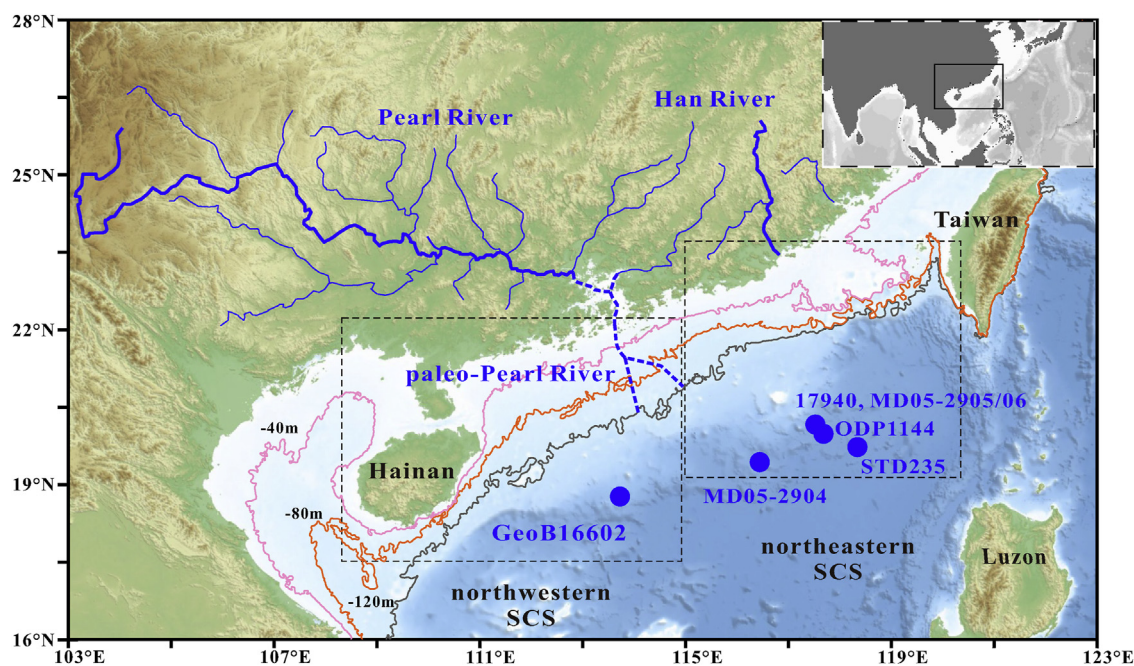 28°N
Han River
Pearl River
25°N
Taiwan
22°N
paleo-Pearl River
17940, MD05-2905/06
-40m
ODP1144
Hainan
STD235
19°N
MD05-2904
-80m
GeoB16602
northeastern
SCS
Luzon
-120m
northwestern
SCS
16°N
103°E
107°E
111°E
115°E
119°E
123°E